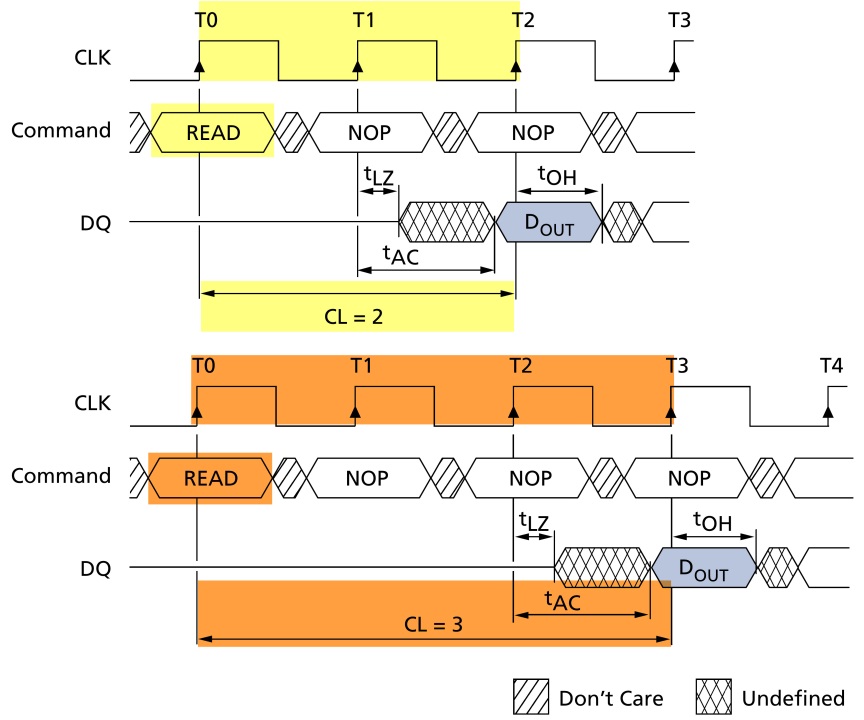 T0 T1 T2 T3
CLK
Command READ NOP NOP
tLZ tOH
DQ DOUT
tAC
CL = 2
T0 T1 T2 T3 T4
CLK
Command READ NOP NOP NOP
tLZ tOH
DQ DOUT
tAC
CL = 3
Don't Care Undefined